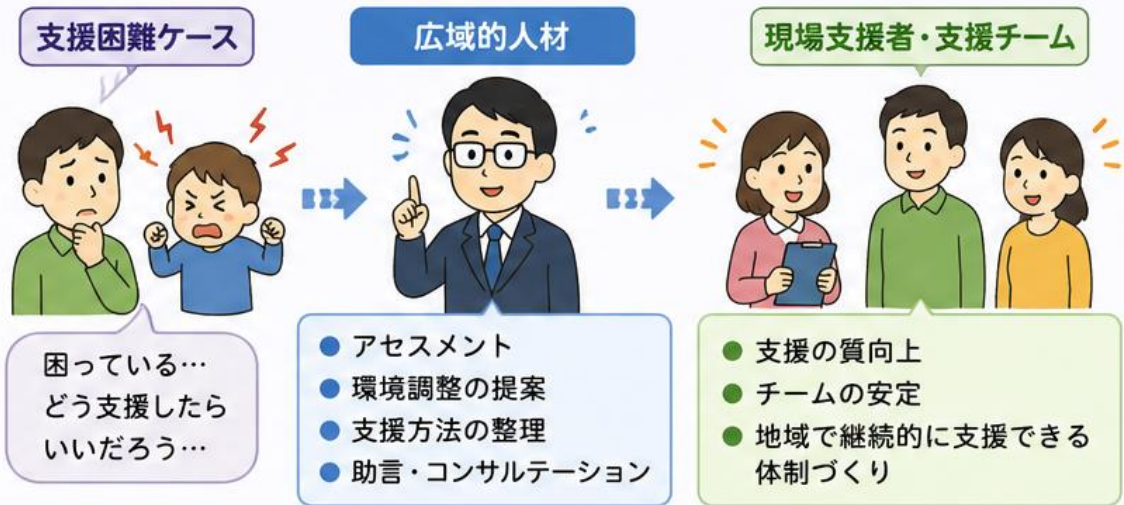 支援困難ケース
困っている…
どう支援したら
いいだろう…
広域的人材
● アセスメント
● 環境調整の提案
● 支援方法の整理
● 助言・コンサルテーション
現場支援者・支援チーム
● 支援の質向上
● チームの安定
● 地域で継続的に支援できる
体制づくり